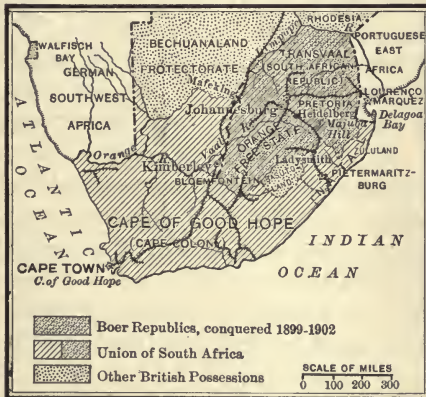 RHODESIA
WALFISCH
BAY
BECHUANALAND
PROTECTORATE
Limpopo
R.
PORTUGUESE
EAST
AFRICA
TRANSVAAL
(SOUTH AFRICAN
REPUBLIC)
GERMAN
SOUTHWEST
AFRICA
Mafeking
Johannesburg
PRETORIA
Heidelberg
LOURENCO
MARQUEZ
Delagoa
Bay
Majuba
Hill
ZULULAND
Orange
R.
Vaal
ORANGE
FREE STATE
Ladysmith
Kimberley
BLOEMFONTEIN
PIETERMARITZ-
BURG
ATLANTIC
OCEAN
CAPE OF GOOD HOPE
(CAPE COLONY)
INDIAN
OCEAN
CAPE TOWN
C. of Good Hope
Boer Republics, conquered 1899-1902
Union of South Africa
Other British Possessions
SCALE OF MILES
0 100 200 300